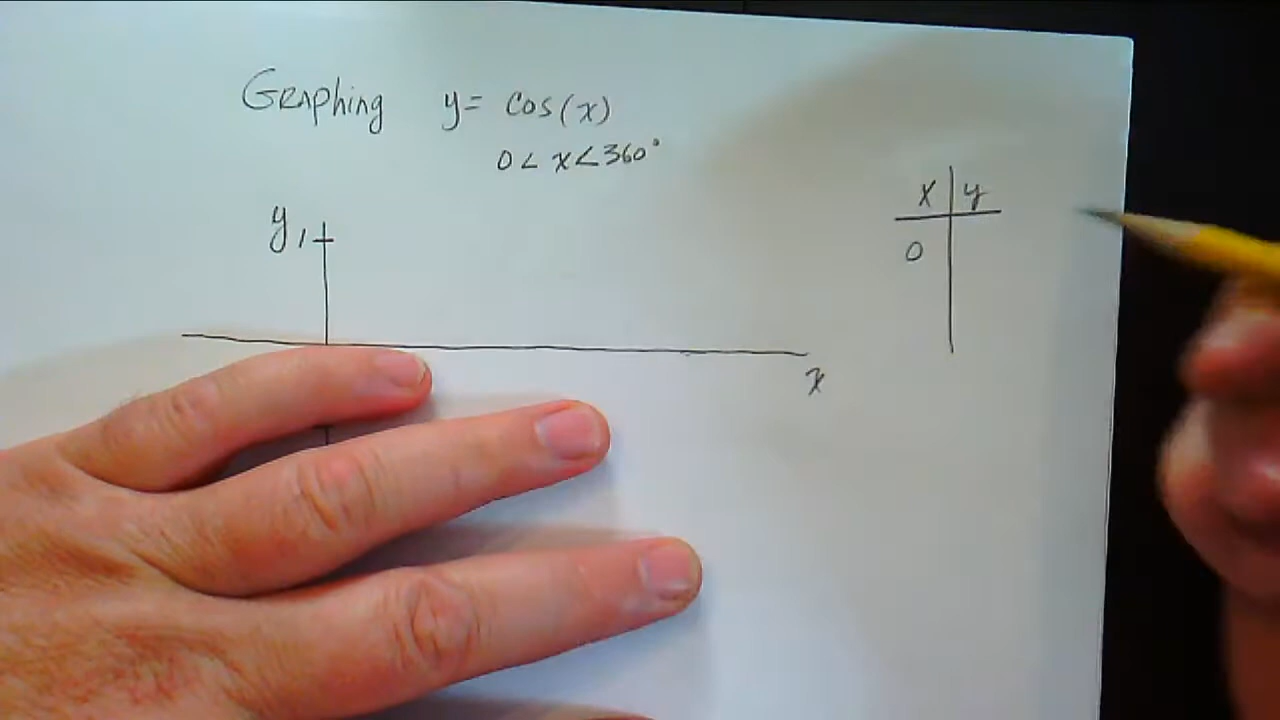 Graphing y = cos(x)
0 < x < 360°
y 1
x
x y
0